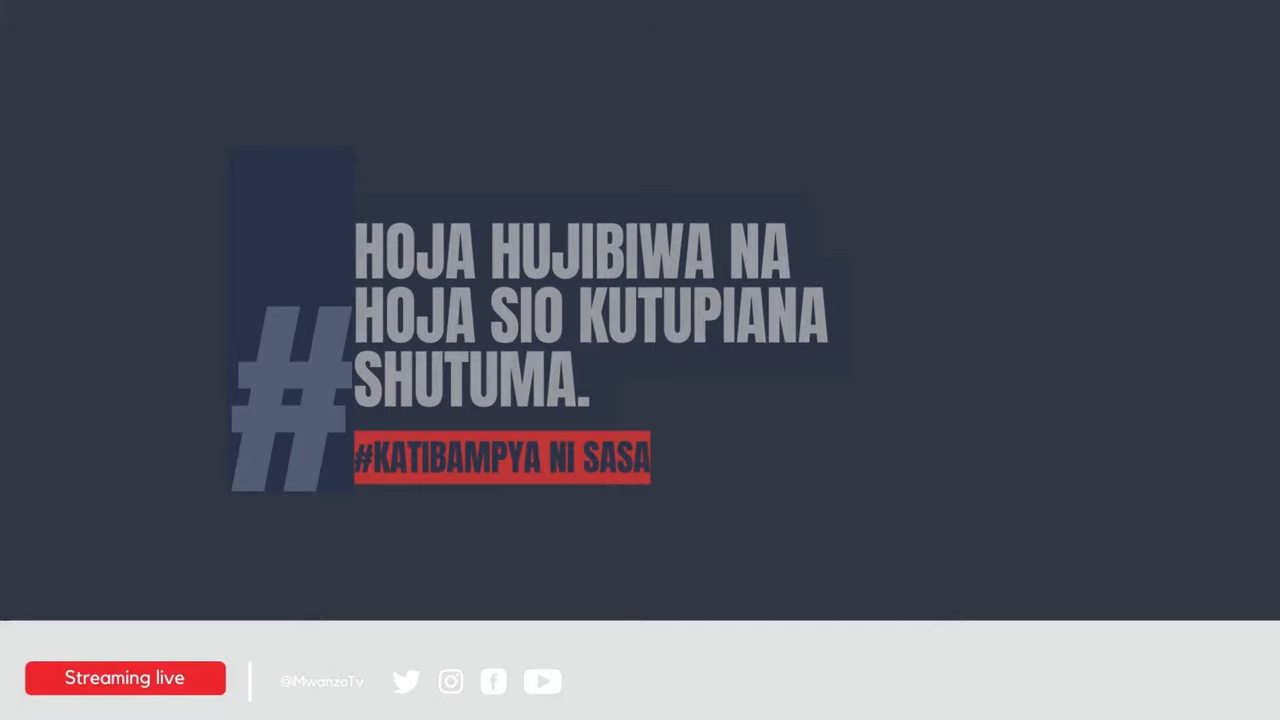 #
HOJA HUJIBIWA NA
HOJA SIO KUTUPIANA
SHUTUMA.
#KATIBAMPYA NI SASA
Streaming live
@MwanzoTv